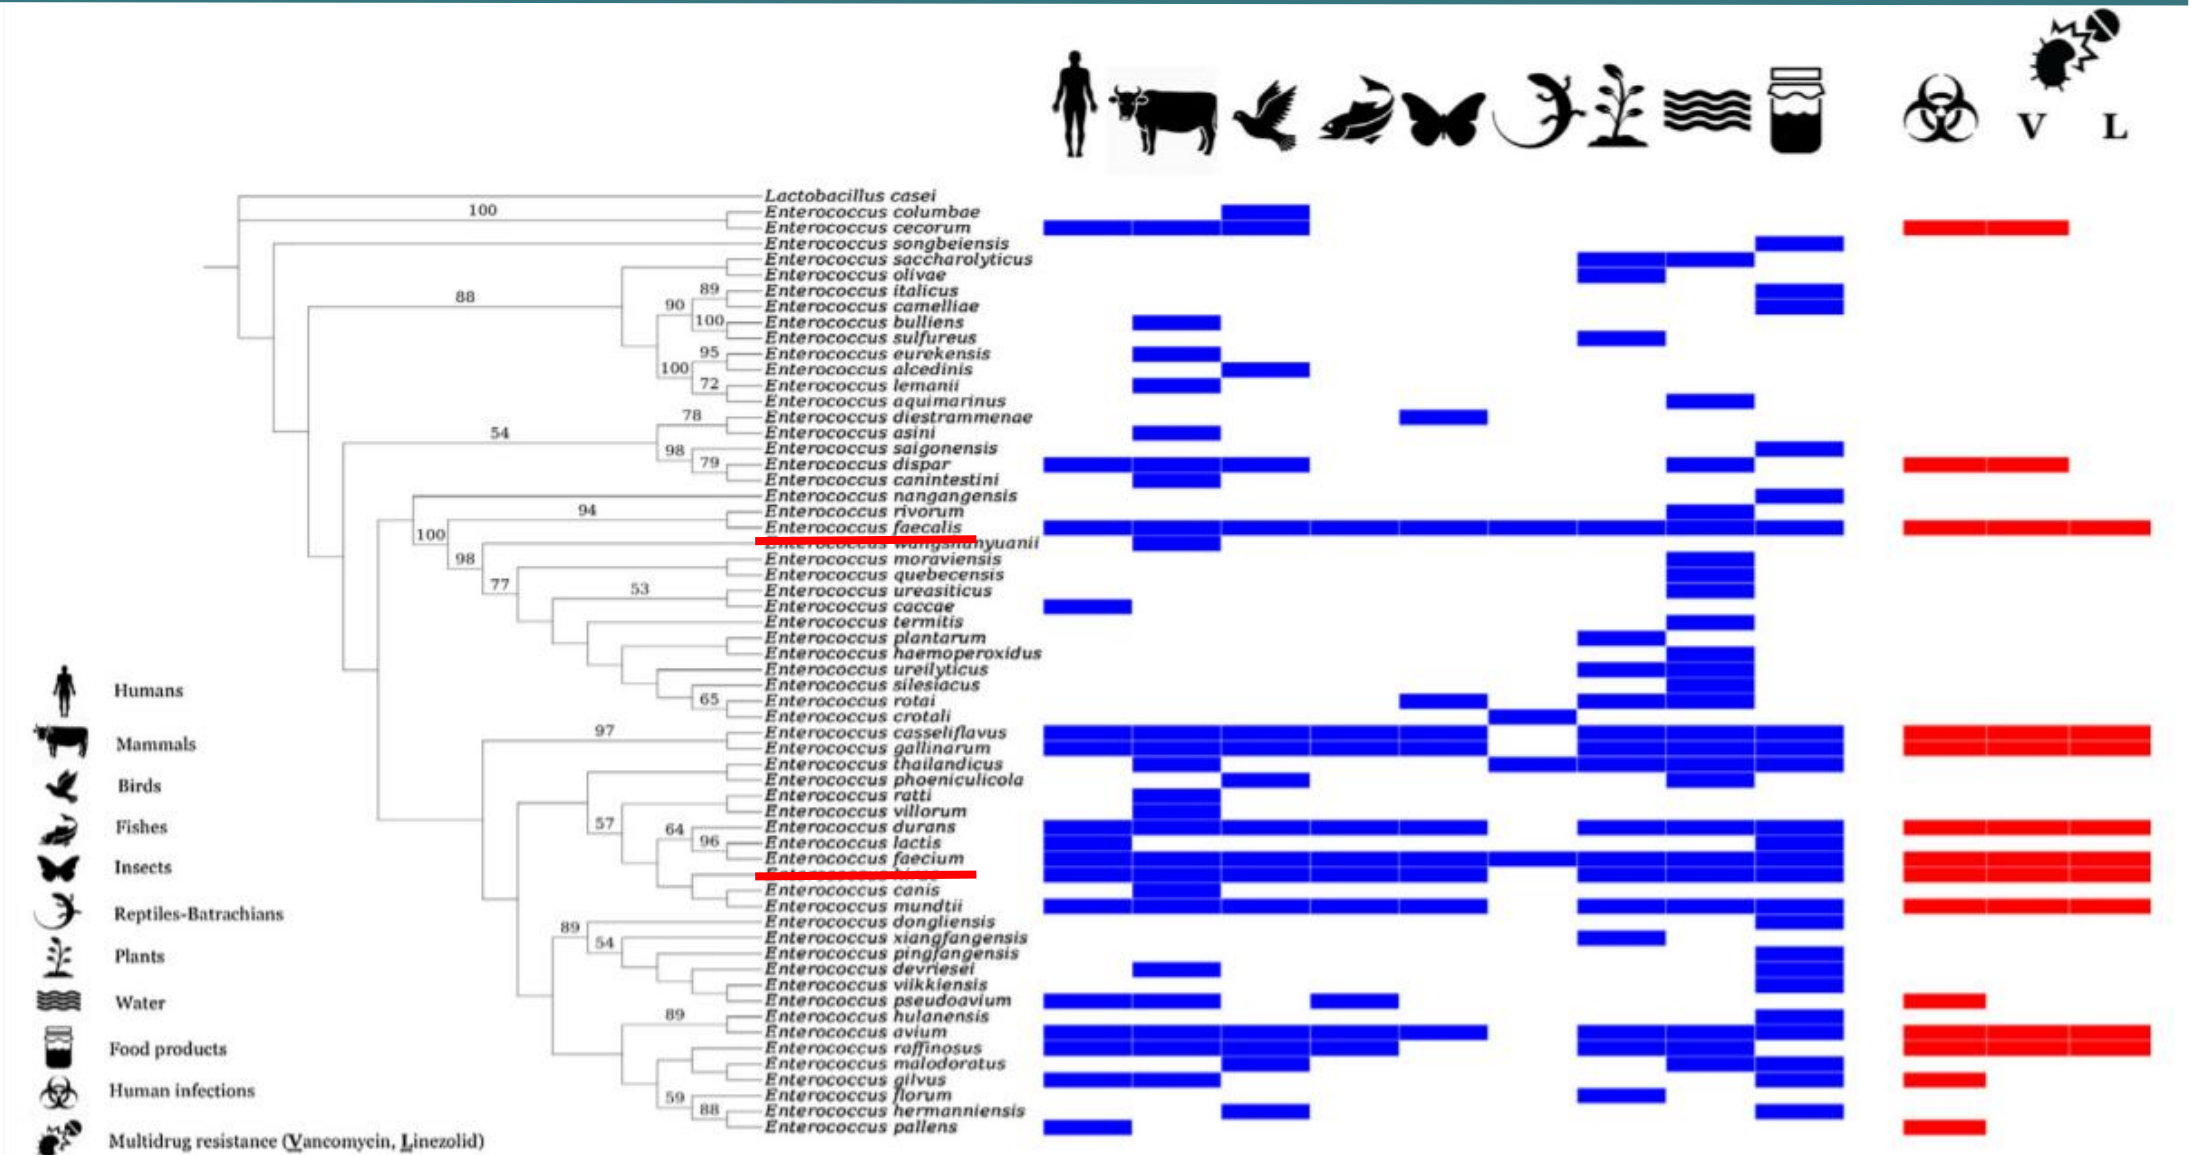 V L
Lactobacillus casei
100
Enterococcus columbae
Enterococcus cecorum
Enterococcus songbeiensis
Enterococcus saccharolyticus
Enterococcus olivae
88
89
Enterococcus italicus
90
Enterococcus camelliae
100
Enterococcus bulliens
Enterococcus sulfureus
95
Enterococcus eurekensis
100
Enterococcus alcedinis
72
Enterococcus lemanii
Enterococcus aquimarinus
78
Enterococcus diestrammenae
54
Enterococcus asini
98
Enterococcus saigonensis
79
Enterococcus dispar
Enterococcus canintestini
Enterococcus nangangensis
94
Enterococcus rivorum
100
Enterococcus faecalis
98
Enterococcus wangshanyuanii
Enterococcus moraviensis
77
Enterococcus quebecensis
53
Enterococcus ureasiticus
Enterococcus caccae
Enterococcus termitis
Enterococcus plantarum
Enterococcus haemoperoxidus
Enterococcus ureilyticus
Enterococcus silesiacus
65
Enterococcus rotai
Enterococcus crotali
97
Enterococcus casseliflavus
Enterococcus gallinarum
Enterococcus thailandicus
Enterococcus phoeniculicola
Enterococcus ratti
Enterococcus villorum
57
64
Enterococcus durans
96
Enterococcus lactis
Enterococcus faecium
Enterococcus canis
Enterococcus mundtii
89
Enterococcus dongliensis
54
Enterococcus xiangfangensis
Enterococcus pingfangensis
Enterococcus devriesei
Enterococcus viikkiensis
Enterococcus pseudoavium
89
Enterococcus hulanensis
Enterococcus avium
Enterococcus raffinosus
Enterococcus malodoratus
Enterococcus gilvus
59
Enterococcus florum
88
Enterococcus hermanniensis
Enterococcus pallens
Humans
Mammals
Birds
Fishes
Insects
Reptiles-Batrachians
Plants
Water
Food products
Human infections
Multidrug resistance (Vancomycin, Linezolid)